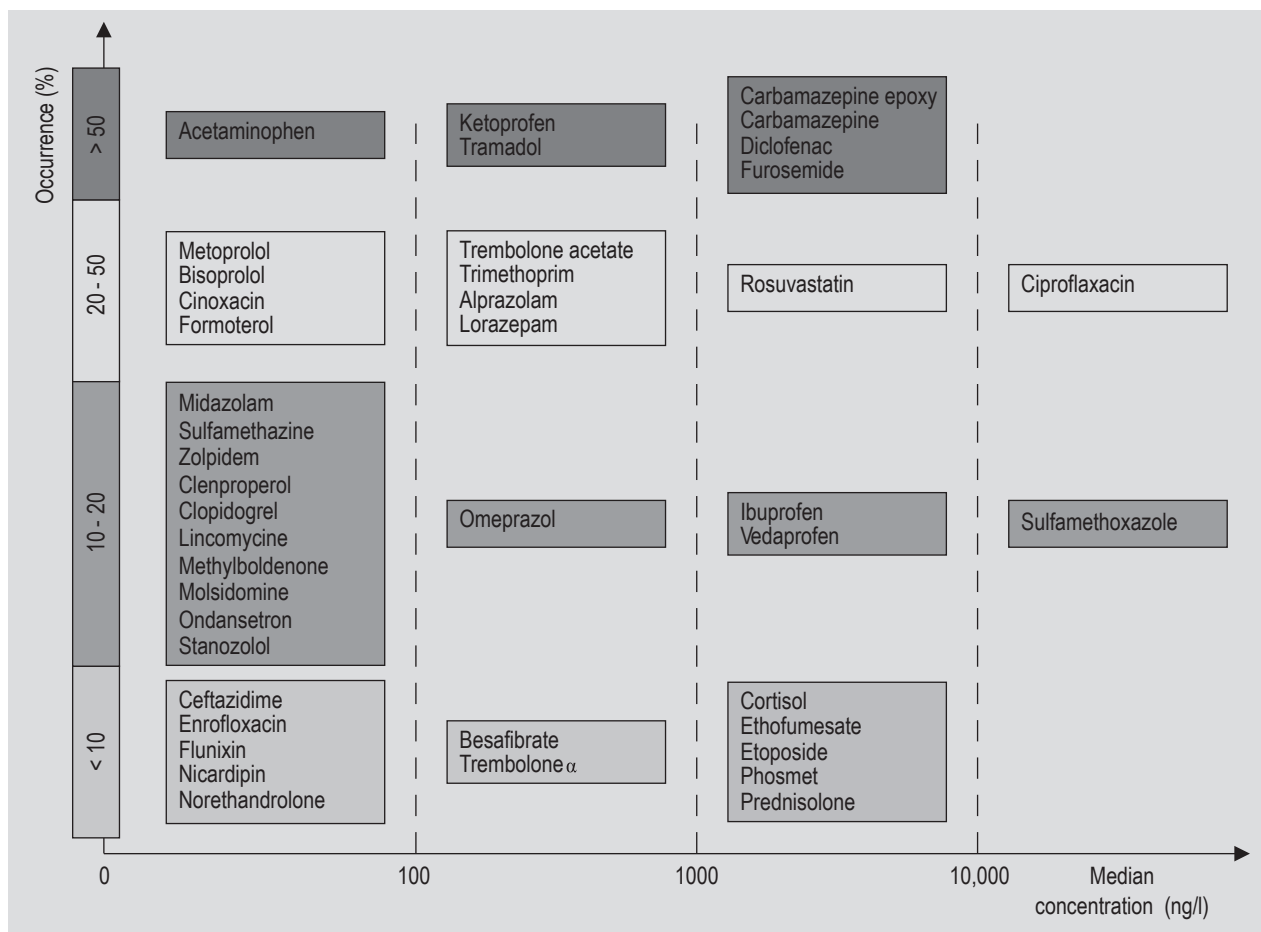 Occurrence (%)
> 50
Acetaminophen
Ketoprofen
Tramadol
Carbamazepine epoxy
Carbamazepine
Diclofenac
Furosemide
20 - 50
Metoprolol
Bisoprolol
Cinoxacin
Formoterol
Trembolone acetate
Trimethoprim
Alprazolam
Lorazepam
Rosuvastatin
Ciproflaxacin
10 - 20
Midazolam
Sulfamethazine
Zolpidem
Clenproperol
Clopidogrel
Lincomycine
Methylboldenone
Molsidomine
Ondansetron
Stanozolol
Omeprazol
Ibuprofen
Vedaprofen
Sulfamethoxazole
< 10
Ceftazidime
Enrofloxacin
Flunixin
Nicardipin
Norethandrolone
Besafibrate
Trembolone α
Cortisol
Ethofumesate
Etoposide
Phosmet
Prednisolone
0
100
1000
10,000
Median
concentration (ng/l)